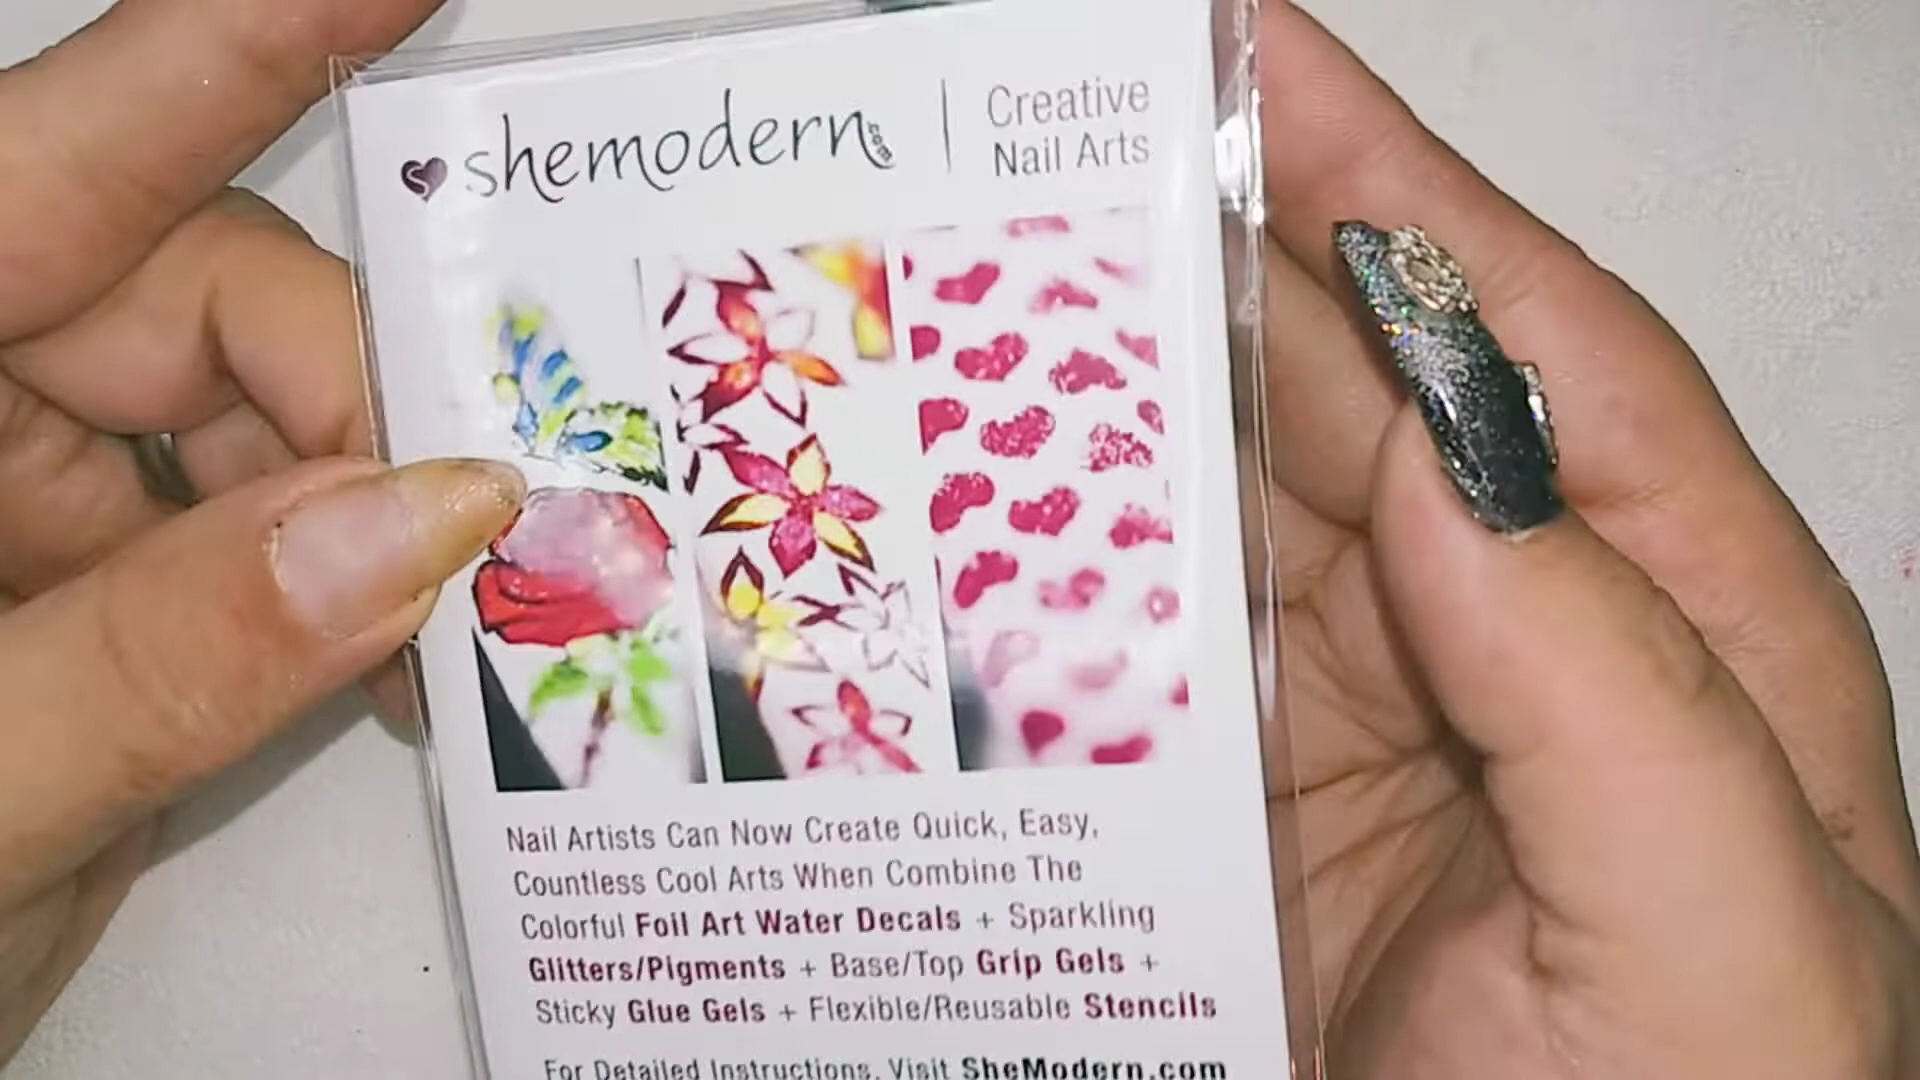 shemodern.com
Creative
Nail Arts
Nail Artists Can Now Create Quick, Easy,
Countless Cool Arts When Combine The
Colorful Foil Art Water Decals + Sparkling
Glitters/Pigments + Base/Top Grip Gels +
Sticky Glue Gels + Flexible/Reusable Stencils
For Detailed Instructions, Visit SheModern.com